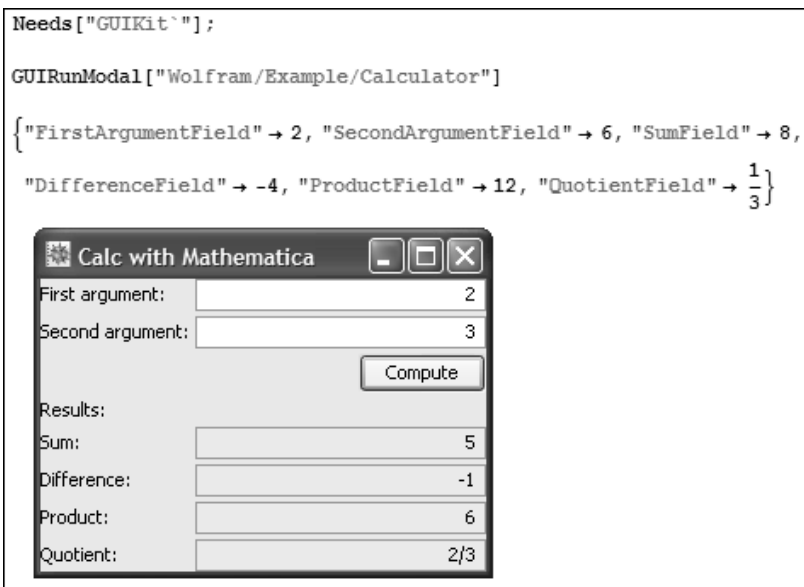 Needs["GUIKit`"];
GUIRunModal["Wolfram/Example/Calculator"]
{"FirstArgumentField" → 2, "SecondArgumentField" → 6, "SumField" → 8,
"DifferenceField" → -4, "ProductField" → 12, "QuotientField" → 1/3}
Calc with Mathematica
First argument: 2
Second argument: 3
Compute
Results:
Sum: 5
Difference: -1
Product: 6
Quotient: 2/3